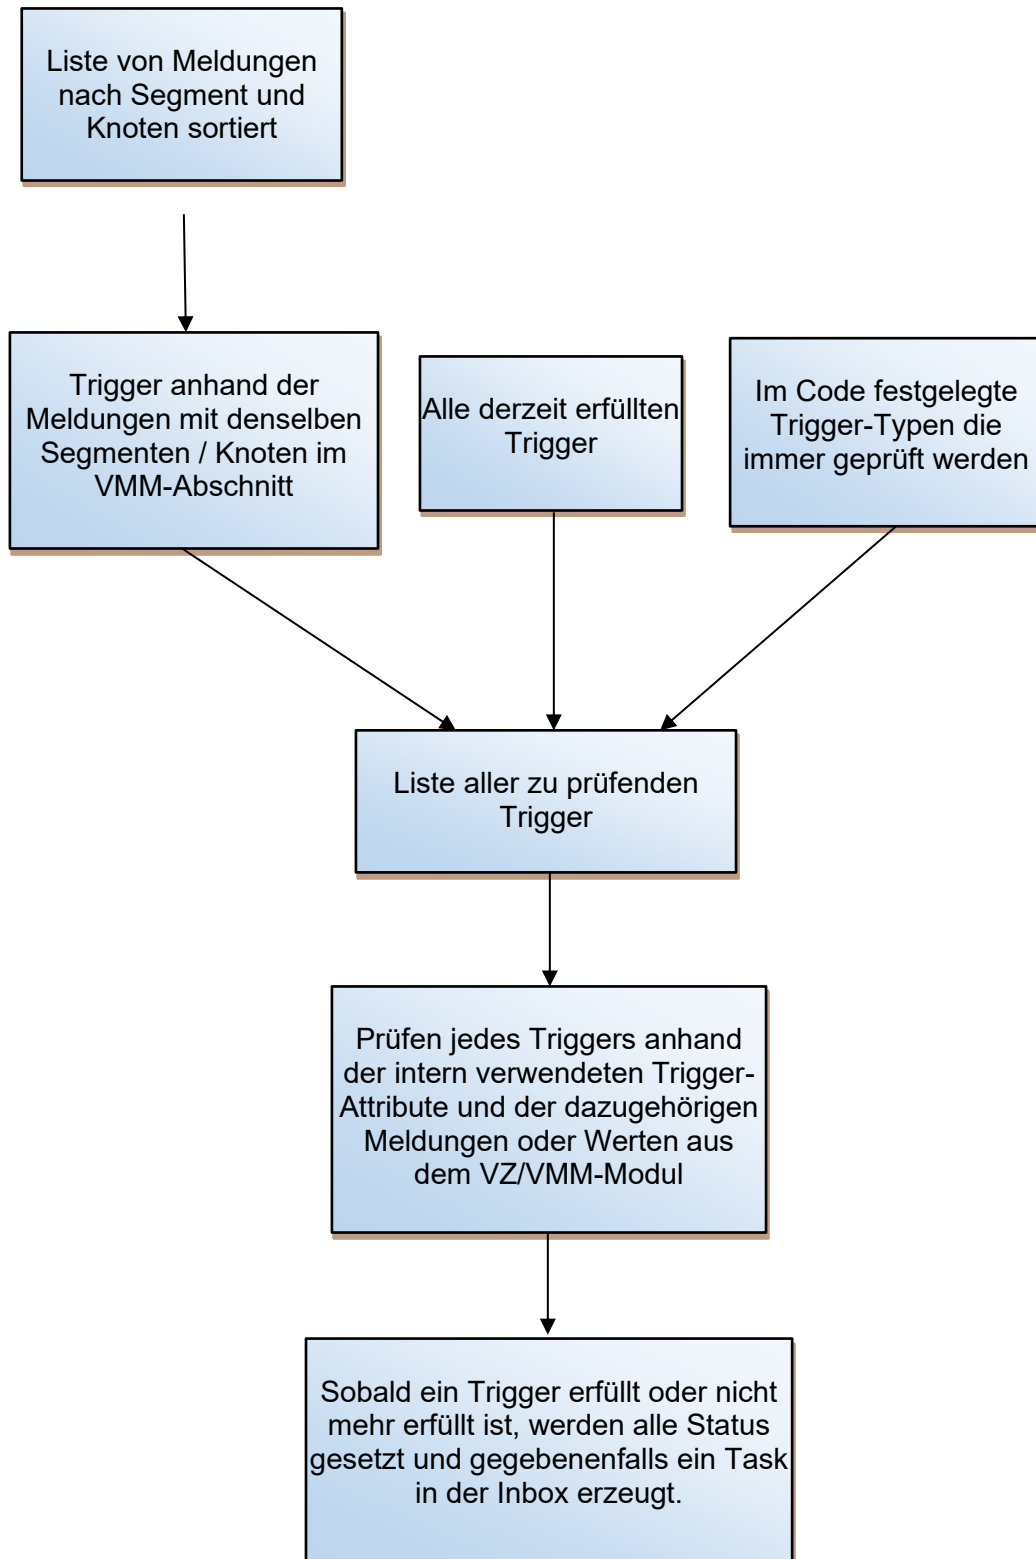 Liste von Meldungen
nach Segment und
Knoten sortiert
Trigger anhand der
Meldungen mit denselben
Segmenten / Knoten im
VMM-Abschnitt
Alle derzeit erfüllten
Trigger
Im Code festgelegte
Trigger-Typen die
immer geprüft werden
Liste aller zu prüfenden
Trigger
Prüfen jedes Triggers anhand
der intern verwendeten Trigger-
Attribute und der dazugehörigen
Meldungen oder Werten aus
dem VZ/VMM-Modul
Sobald ein Trigger erfüllt oder nicht
mehr erfüllt ist, werden alle Status
gesetzt und gegebenenfalls ein Task
in der Inbox erzeugt.